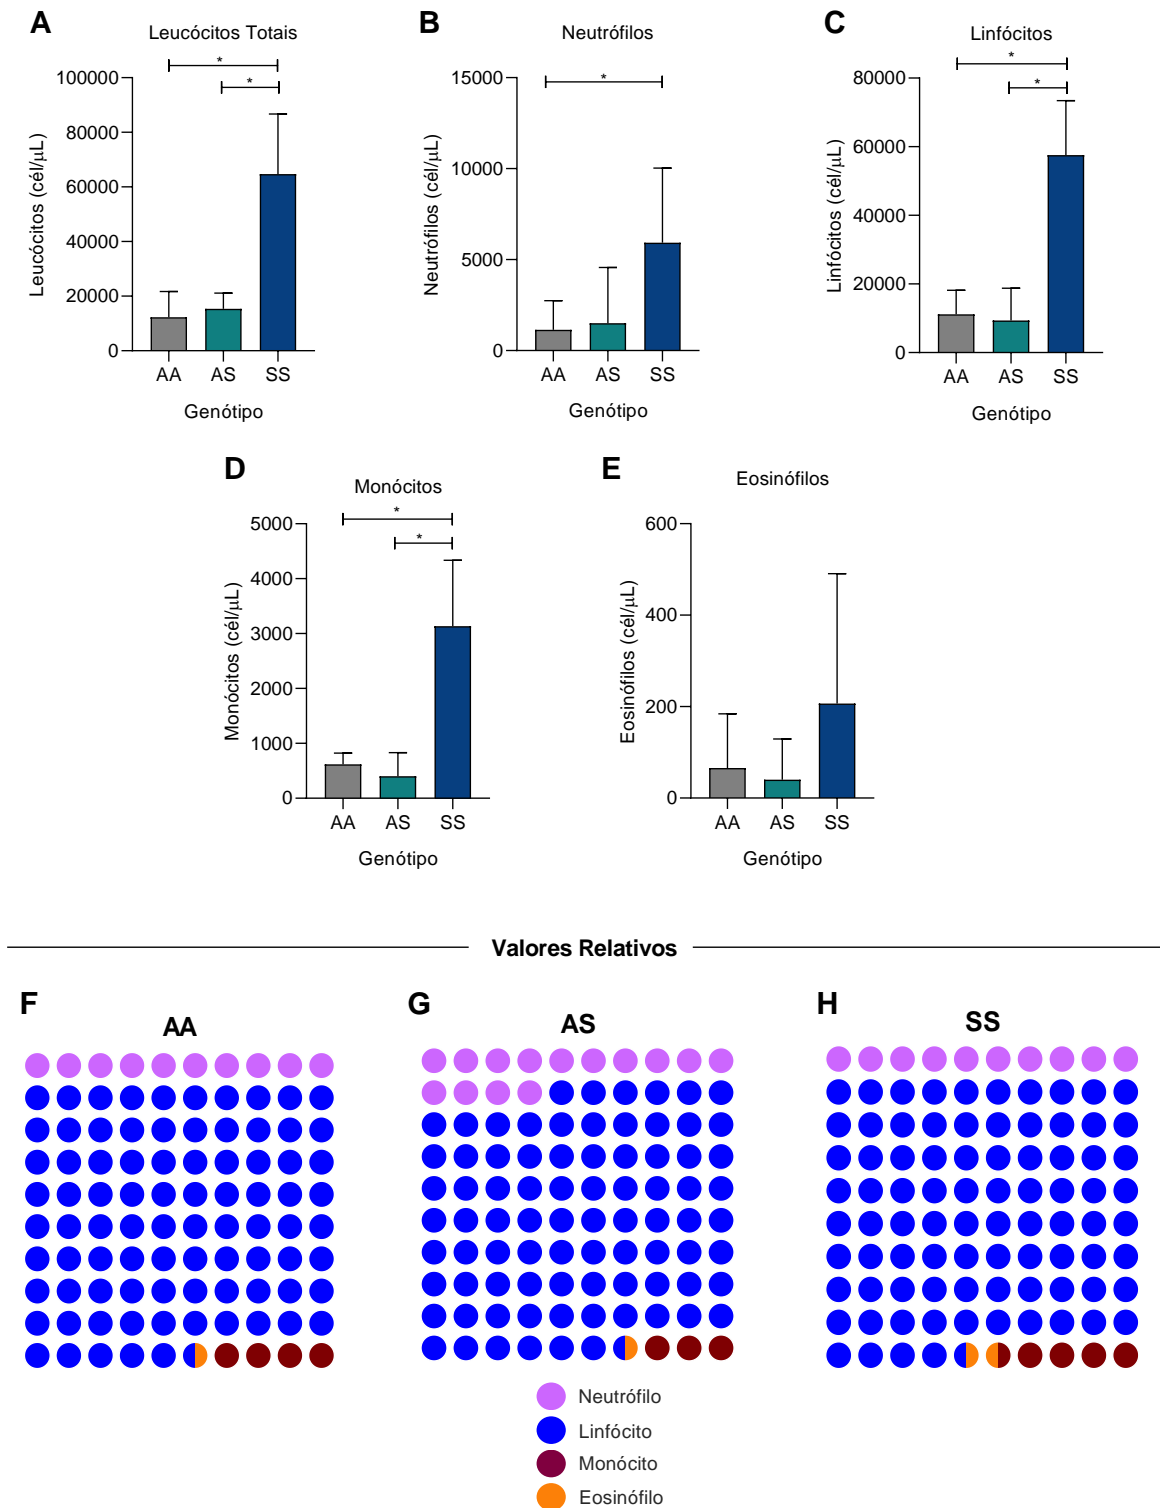 A
Leucócitos Totais
*
*
Leucócitos (cél/µL)
100000
80000
60000
40000
20000
0
AA AS SS
Genótipo
B
Neutrófilos
*
Neutrófilos (cél/µL)
15000
10000
5000
0
AA AS SS
Genótipo
C
Linfócitos
*
*
Linfócitos (cél/µL)
80000
60000
40000
20000
0
AA AS SS
Genótipo
D
Monócitos
*
*
Monócitos (cél/µL)
5000
4000
3000
2000
1000
0
AA AS SS
Genótipo
E
Eosinófilos
Eosinófilos (cél/µL)
600
400
200
0
AA AS SS
Genótipo
Valores Relativos
F
AA
G
AS
H
SS
Neutrófilo
Linfócito
Monócito
Eosinófilo